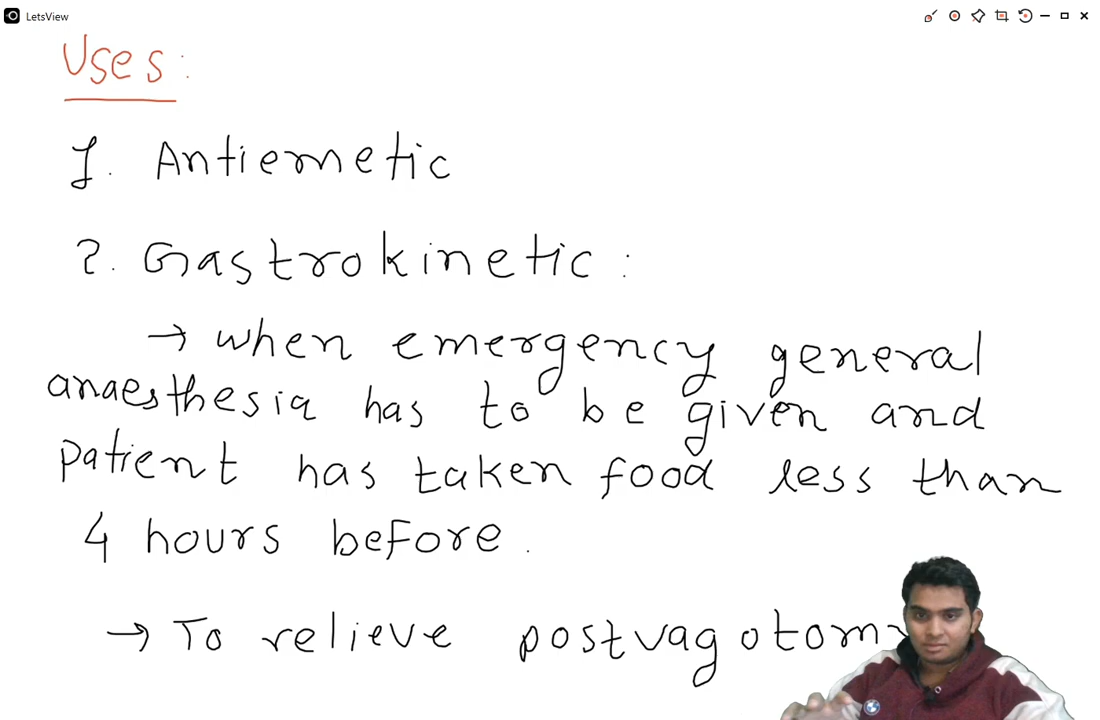 LetsView
Uses:
1. Antiemetic
2. Gastrokinetic:
→ when emergency general
anaesthesia has to be given and
patient has taken food less than
4 hours before.
→ To relieve